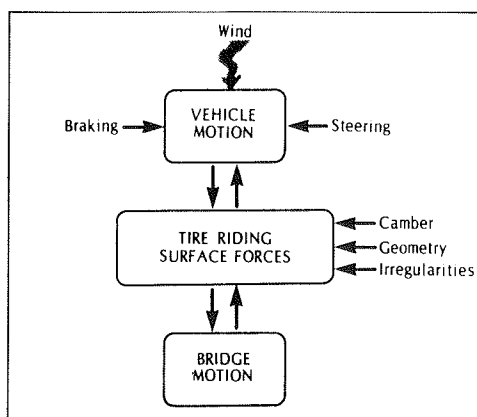 Wind
Braking
VEHICLE
MOTION
Steering
TIRE RIDING
SURFACE FORCES
Camber
Geometry
Irregularities
BRIDGE
MOTION